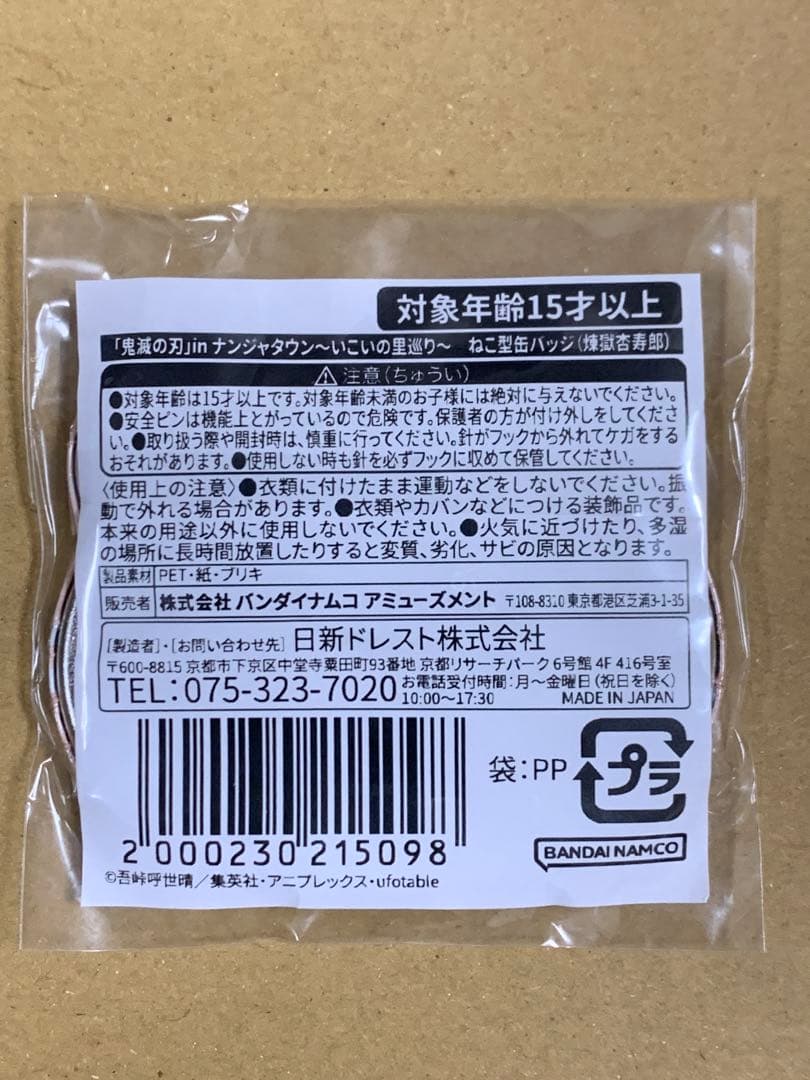 対象年齢15才以上
「鬼滅の刃」in ナンジャタウン～いこいの里巡り～　ねこ型缶バッジ(煉獄杏寿郎)
⚠注意(ちゅうい)
●対象年齢は15才以上です。対象年齢未満のお子様には絶対に与えないでください。
●安全ピンは機能上とがっているので危険です。保護者の方が付け外しをしてくださ
い。●取り扱う際や開封時は、慎重に行ってください。針がフックから外れてケガをする
おそれがあります。●使用しない時も針を必ずフックに収めて保管してください。
〈使用上の注意〉●衣類に付けたまま運動などをしないでください。振
動で外れる場合があります。●衣類やカバンなどにつける装飾品です。
本来の用途以外に使用しないでください。●火気に近づけたり、多湿
の場所に長時間放置したりすると変質、劣化、サビの原因となります。
製品素材 PET・紙・ブリキ
販売者 株式会社 バンダイナムコ アミューズメント 〒108-8310 東京都港区芝浦3-1-35
[製造者]・[お問い合わせ先] 日新ドレスト株式会社
〒600-8815 京都市下京区中堂寺粟田町93番地 京都リサーチパーク 6号館 4F 416号室
TEL：075-323-7020 お電話受付時間：月～金曜日(祝日を除く)
10:00～17:30 MADE IN JAPAN
袋：PP プラ
BANDAI NAMCO
2 000230 215098
©吾峠呼世晴／集英社・アニプレックス・ufotable